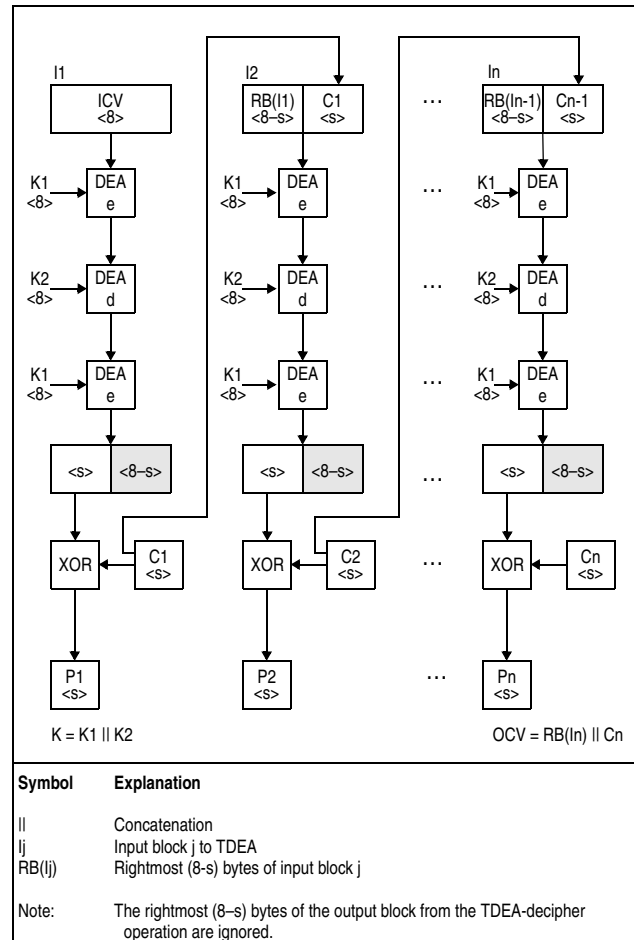 I1 I2 In
ICV RB(I1) C1 ... RB(In-1) Cn-1
<8> <8–s> <s> <8–s> <s>
K1 DEA K1 DEA ... K1 DEA
<8> e <8> e <8> e
K2 DEA K2 DEA ... K2 DEA
<8> d <8> d <8> d
K1 DEA K1 DEA ... K1 DEA
<8> e <8> e <8> e
<s> <8–s> <s> <8–s> ... <s> <8–s>
XOR C1 XOR C2 ... XOR Cn
<s> <s> <s>
P1 P2 ... Pn
<s> <s> <s>
K = K1 || K2 OCV = RB(In) || Cn
Symbol Explanation
|| Concatenation
Ij Input block j to TDEA
RB(Ij) Rightmost (8-s) bytes of input block j
Note: The rightmost (8–s) bytes of the output block from the TDEA-decipher
operation are ignored.